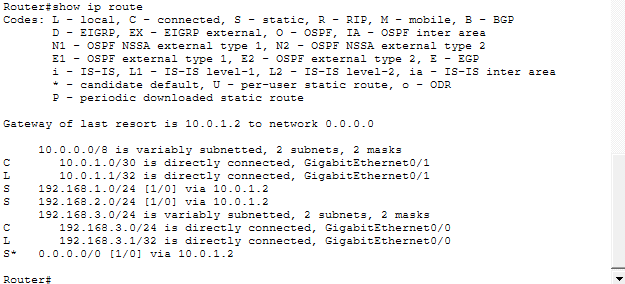 Router#show ip route
Codes: L - local, C - connected, S - static, R - RIP, M - mobile, B - BGP
       D - EIGRP, EX - EIGRP external, O - OSPF, IA - OSPF inter area
       N1 - OSPF NSSA external type 1, N2 - OSPF NSSA external type 2
       E1 - OSPF external type 1, E2 - OSPF external type 2, E - EGP
       i - IS-IS, L1 - IS-IS level-1, L2 - IS-IS level-2, ia - IS-IS inter area
       * - candidate default, U - per-user static route, o - ODR
       P - periodic downloaded static route

Gateway of last resort is 10.0.1.2 to network 0.0.0.0

     10.0.0.0/8 is variably subnetted, 2 subnets, 2 masks
C       10.0.1.0/30 is directly connected, GigabitEthernet0/1
L       10.0.1.1/32 is directly connected, GigabitEthernet0/1
S    192.168.1.0/24 [1/0] via 10.0.1.2
S    192.168.2.0/24 [1/0] via 10.0.1.2
     192.168.3.0/24 is variably subnetted, 2 subnets, 2 masks
C       192.168.3.0/24 is directly connected, GigabitEthernet0/0
L       192.168.3.1/32 is directly connected, GigabitEthernet0/0
S*   0.0.0.0/0 [1/0] via 10.0.1.2

Router#